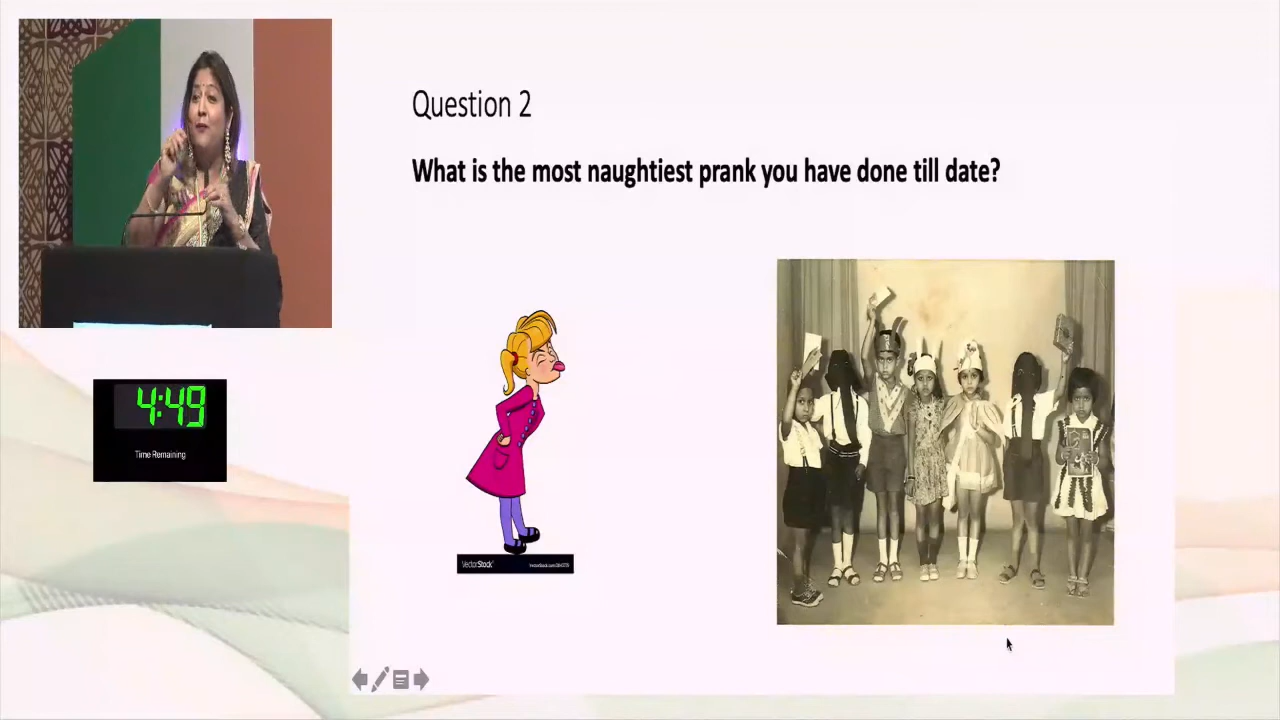 Question 2
What is the most naughtiest prank you have done till date?
4:49
Time Remaining
VectorStock®